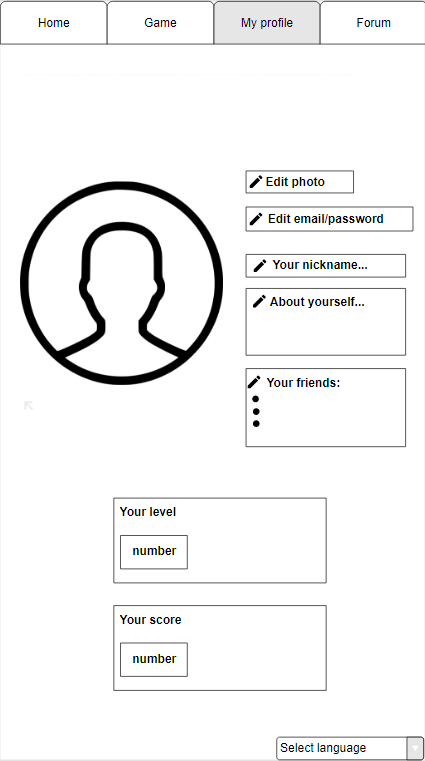 Home
Game
My profile
Forum
Edit photo
Edit email/password
Your nickname...
About yourself...
Your friends:
Your level
number
Your score
number
Select language